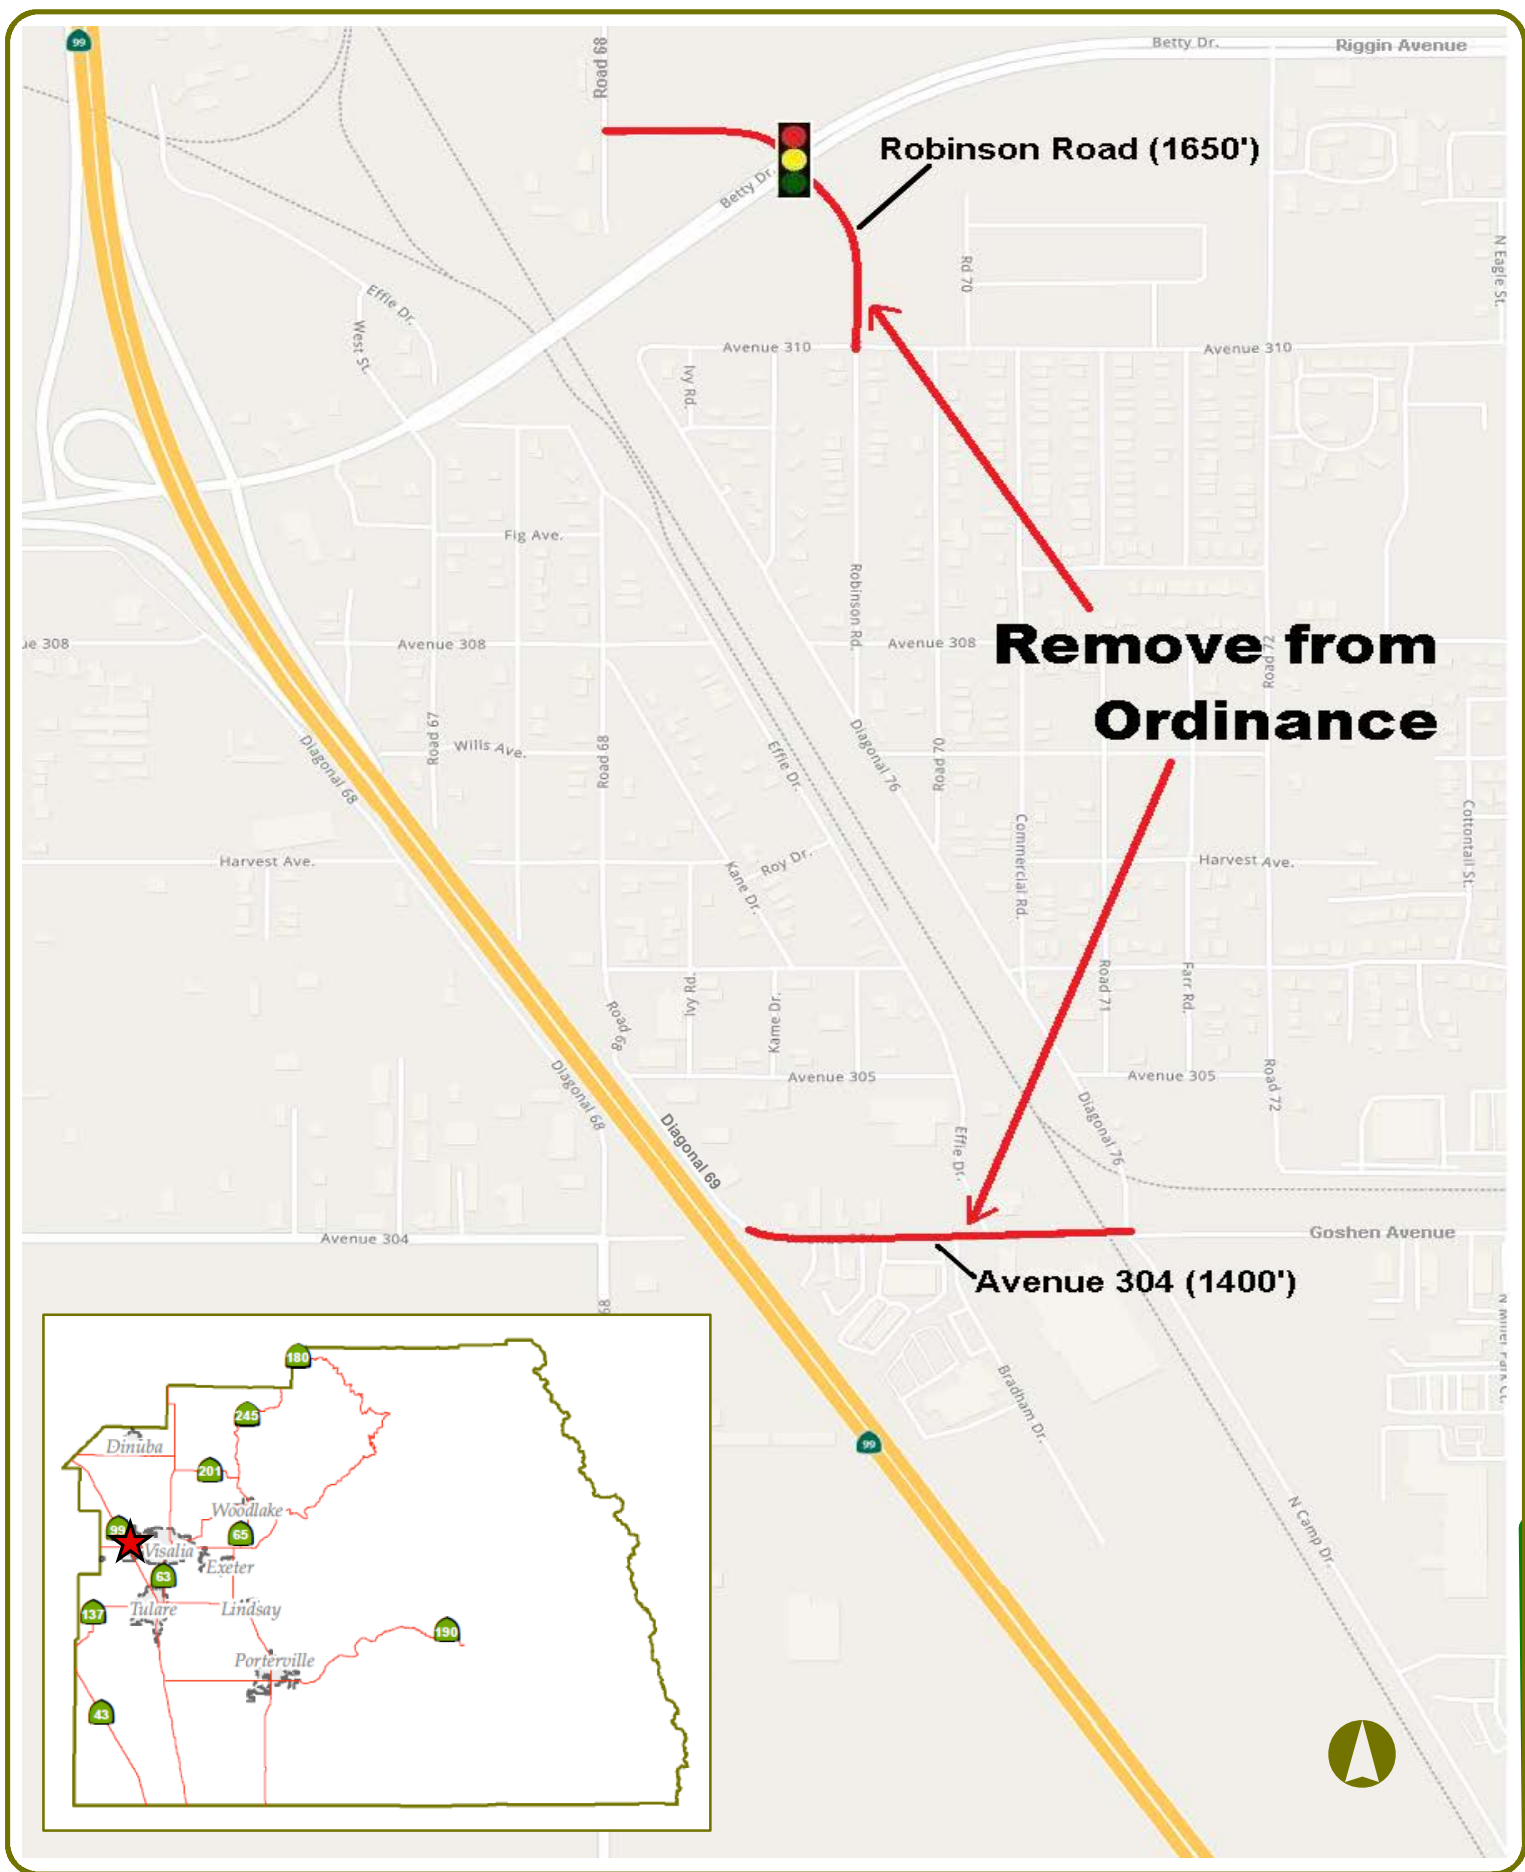 99
Road 68
Betty Dr.
Riggin Avenue
Robinson Road (1650')
Betty Dr.
Rd 70
N Eagle St.
Effie Dr.
West St.
Avenue 310
Avenue 310
Ivy Rd.
Fig Ave.
Robinson Rd.
ue 308
Avenue 308
Avenue 308
Remove from
Ordinance
Road 72
Road 67
Wills Ave.
Road 68
Effie Dr.
Diagonal 76
Road 70
Diagonal 68
Commercial Rd.
Cottontail St.
Harvest Ave.
Roy Dr.
Kane Dr.
Harvest Ave.
Road 71
Farr Rd.
Ivy Rd.
Kame Dr.
Road 68
Avenue 305
Avenue 305
Road 72
Diagonal 68
Diagonal 69
Effie Dr.
Diagonal 76
Avenue 304
Goshen Avenue
Avenue 304 (1400')
68
Bradham Dr.
99
N Camp Dr.
180
245
Dinuba
201
Woodlake
99
65
Visalia
Exeter
63
137
Tulare
Lindsay
190
Porterville
43